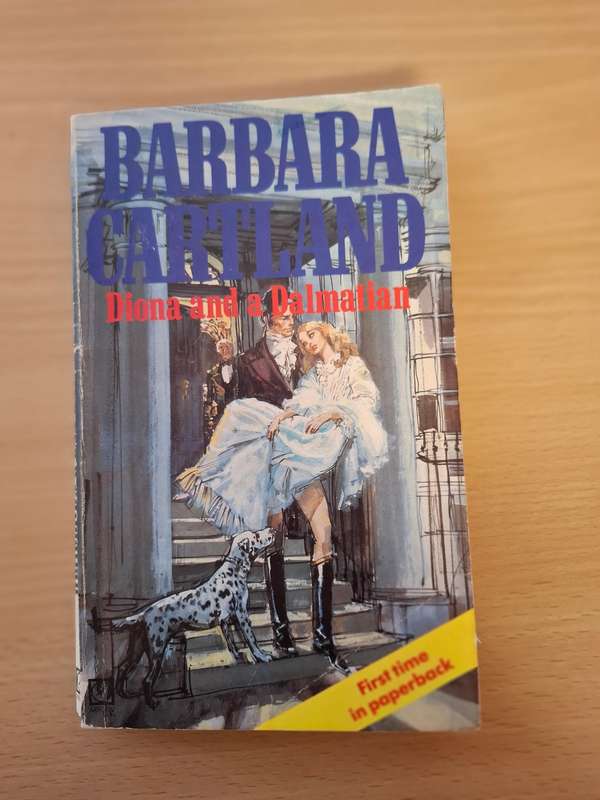 BARBARA
CARTLAND
Diona and a Dalmatian
First time
in paperback